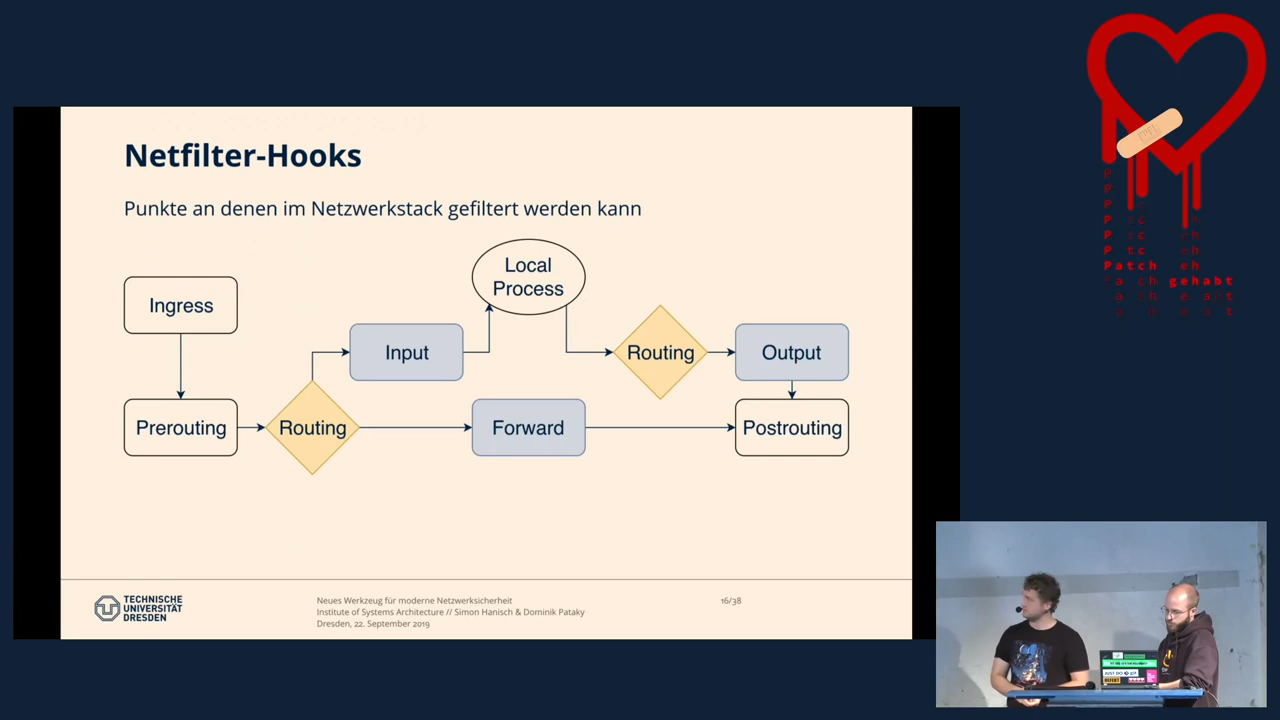 Netfilter-Hooks
Punkte an denen im Netzwerkstack gefiltert werden kann
Local
Process
Ingress
Input
Routing
Output
Prerouting
Routing
Forward
Postrouting
TECHNISCHE
UNIVERSITÄT
DRESDEN
Neues Werkzeug für moderne Netzwerksicherheit
Institute of Systems Architecture // Simon Hanisch & Dominik Pataky
Dresden, 22. September 2019
16/38
Patch gehabt
JUST DO